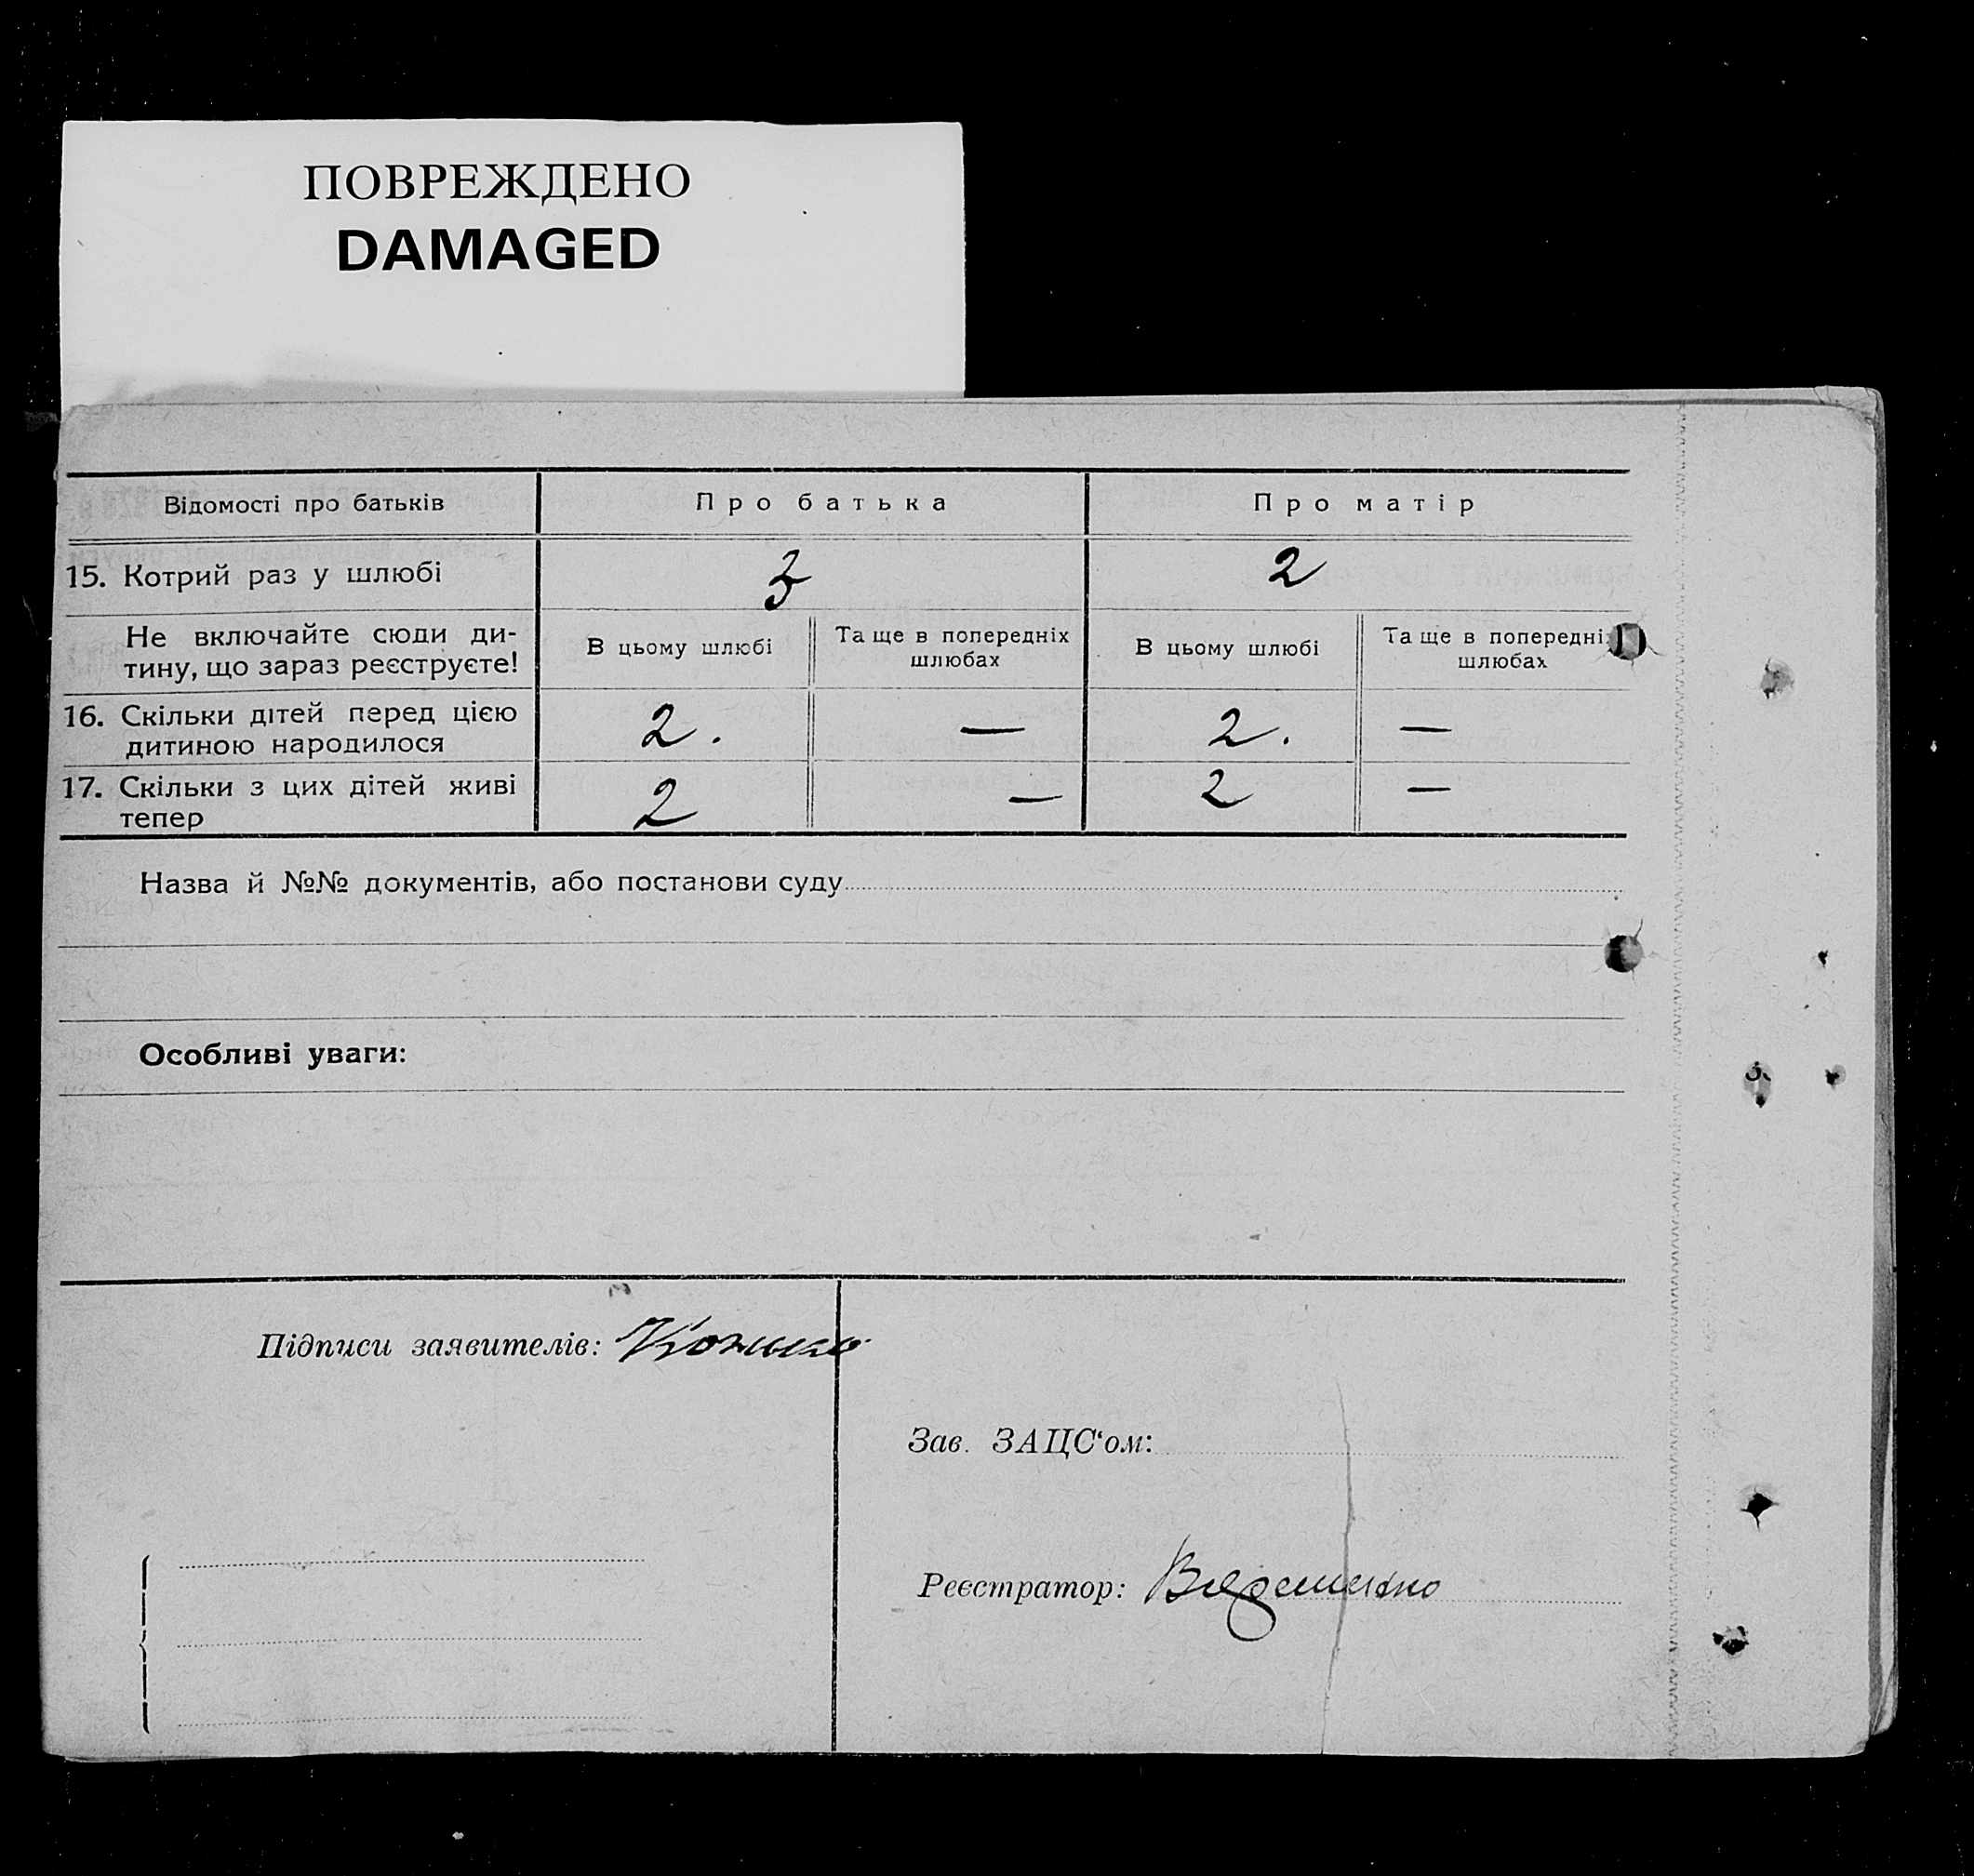 ПОВРЕЖДЕНО
DAMAGED
Відомості про батьків
Про батька
Про матір
15. Котрий раз у шлюбі
3
2
Не включайте сюди ди-
тину, що зараз реєструєте!
В цьому шлюбі
Та ще в попередніх
шлюбах
В цьому шлюбі
Та ще в попередні
шлюбах
16. Скільки дітей перед цією
дитиною народилося
2.
—
2.
—
17. Скільки з цих дітей живі
тепер
2
—
2
—
Назва й №№ документів, або постанови суду
Особливі уваги:
Підписи заявителів:
Зав. ЗАЦС‘ом:
Реєстратор: